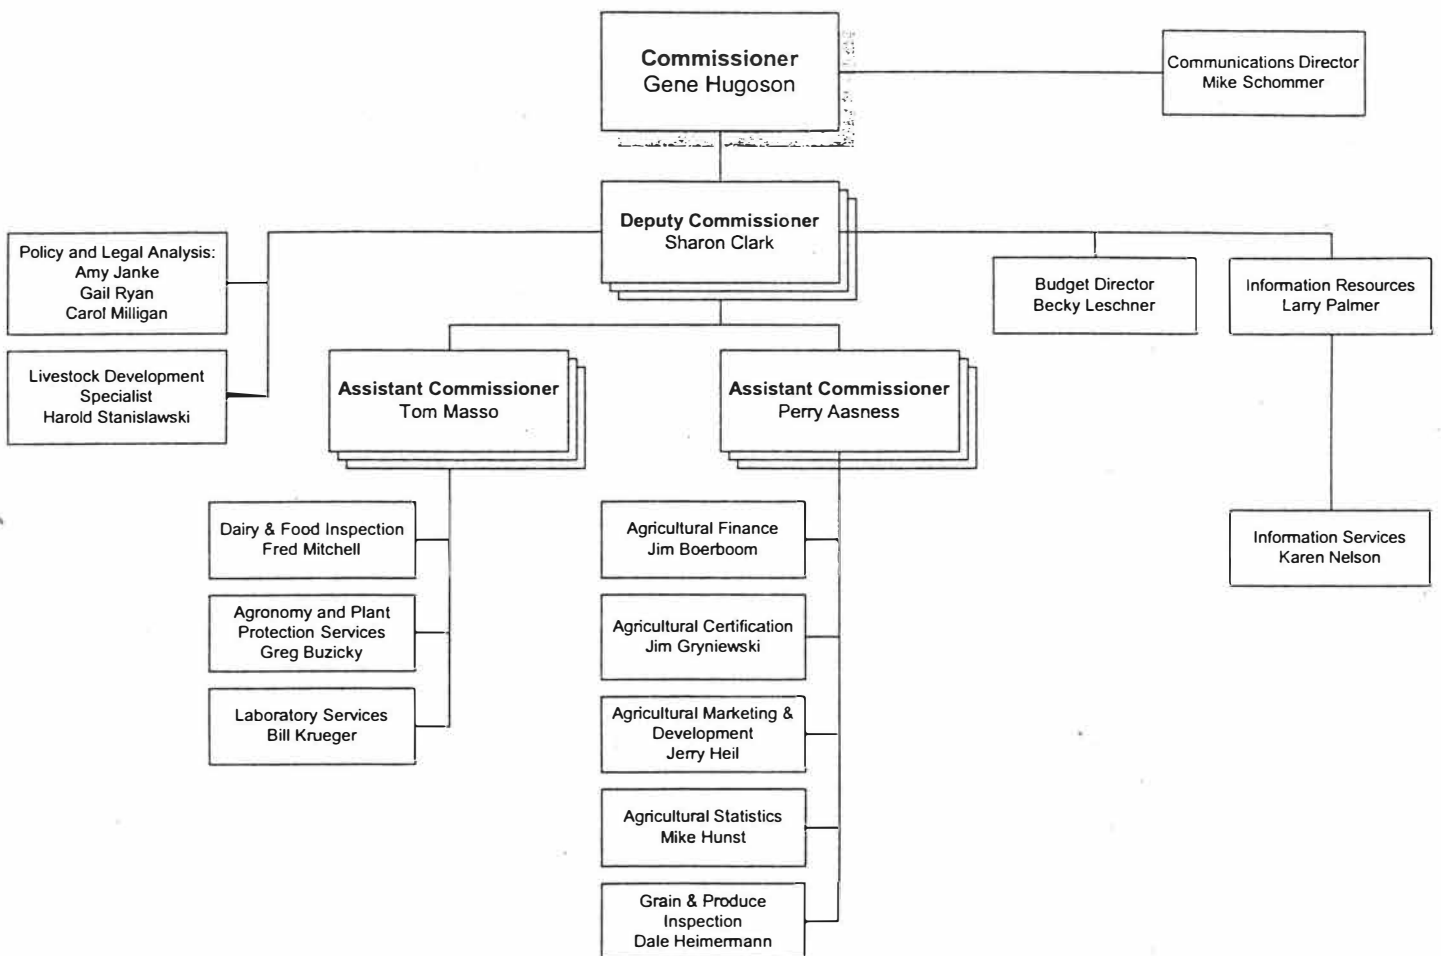 Commissioner
Gene Hugoson
Communications Director
Mike Schommer
Deputy Commissioner
Sharon Clark
Policy and Legal Analysis:
Amy Janke
Gail Ryan
Carol Milligan
Budget Director
Becky Leschner
Information Resources
Larry Palmer
Livestock Development
Specialist
Harold Stanislawski
Assistant Commissioner
Tom Masso
Assistant Commissioner
Perry Aasness
Dairy & Food Inspection
Fred Mitchell
Agronomy and Plant
Protection Services
Greg Buzicky
Laboratory Services
Bill Krueger
Agricultural Finance
Jim Boerboom
Agricultural Certification
Jim Gryniewski
Agricultural Marketing &
Development
Jerry Heil
Agricultural Statistics
Mike Hunst
Grain & Produce
Inspection
Dale Heimermann
Information Services
Karen Nelson